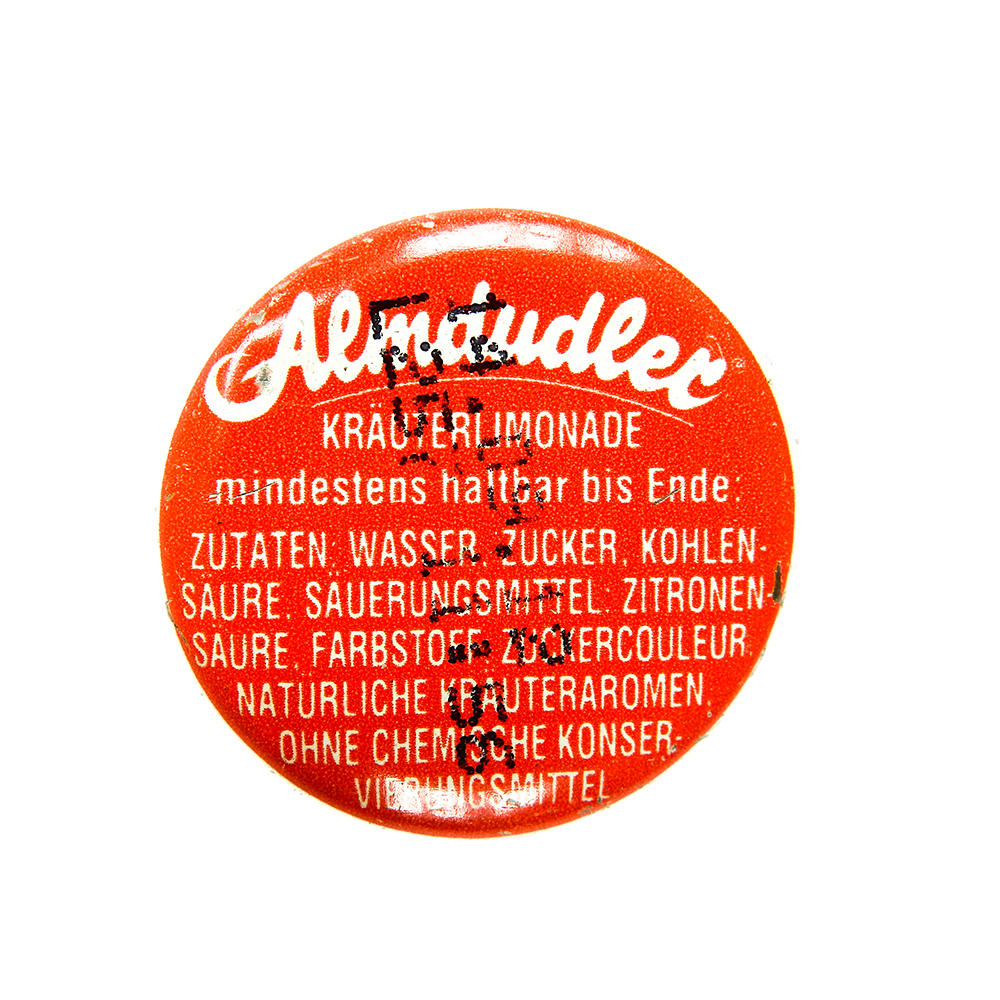 Almdudler
KRÄUTERLIMONADE
mindestens haltbar bis Ende:
ZUTATEN: WASSER, ZUCKER, KOHLEN-
SÄURE, SÄUERUNGSMITTEL: ZITRONEN-
SÄURE, FARBSTOFF ZUCKERCOULEUR,
NATÜRLICHE KRÄUTERAROMEN,
OHNE CHEMISCHE KONSER-
VIERUNGSMITTEL